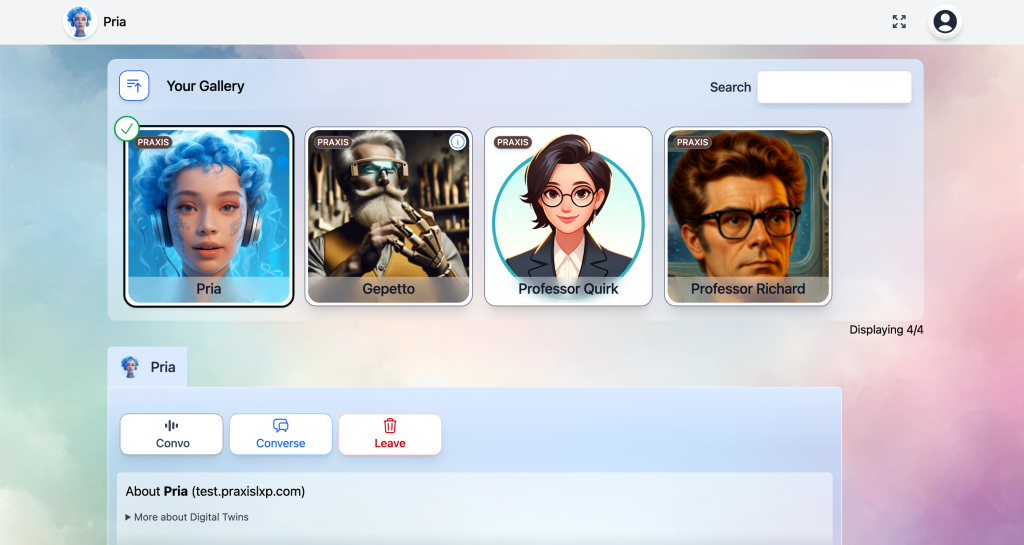 Pria
Your Gallery
Search
PRAXIS
PRAXIS
PRAXIS
PRAXIS
Pria
Gepetto
Professor Quirk
Professor Richard
Displaying 4/4
Pria
Convo
Converse
Leave
About Pria (test.praxislxp.com)
More about Digital Twins